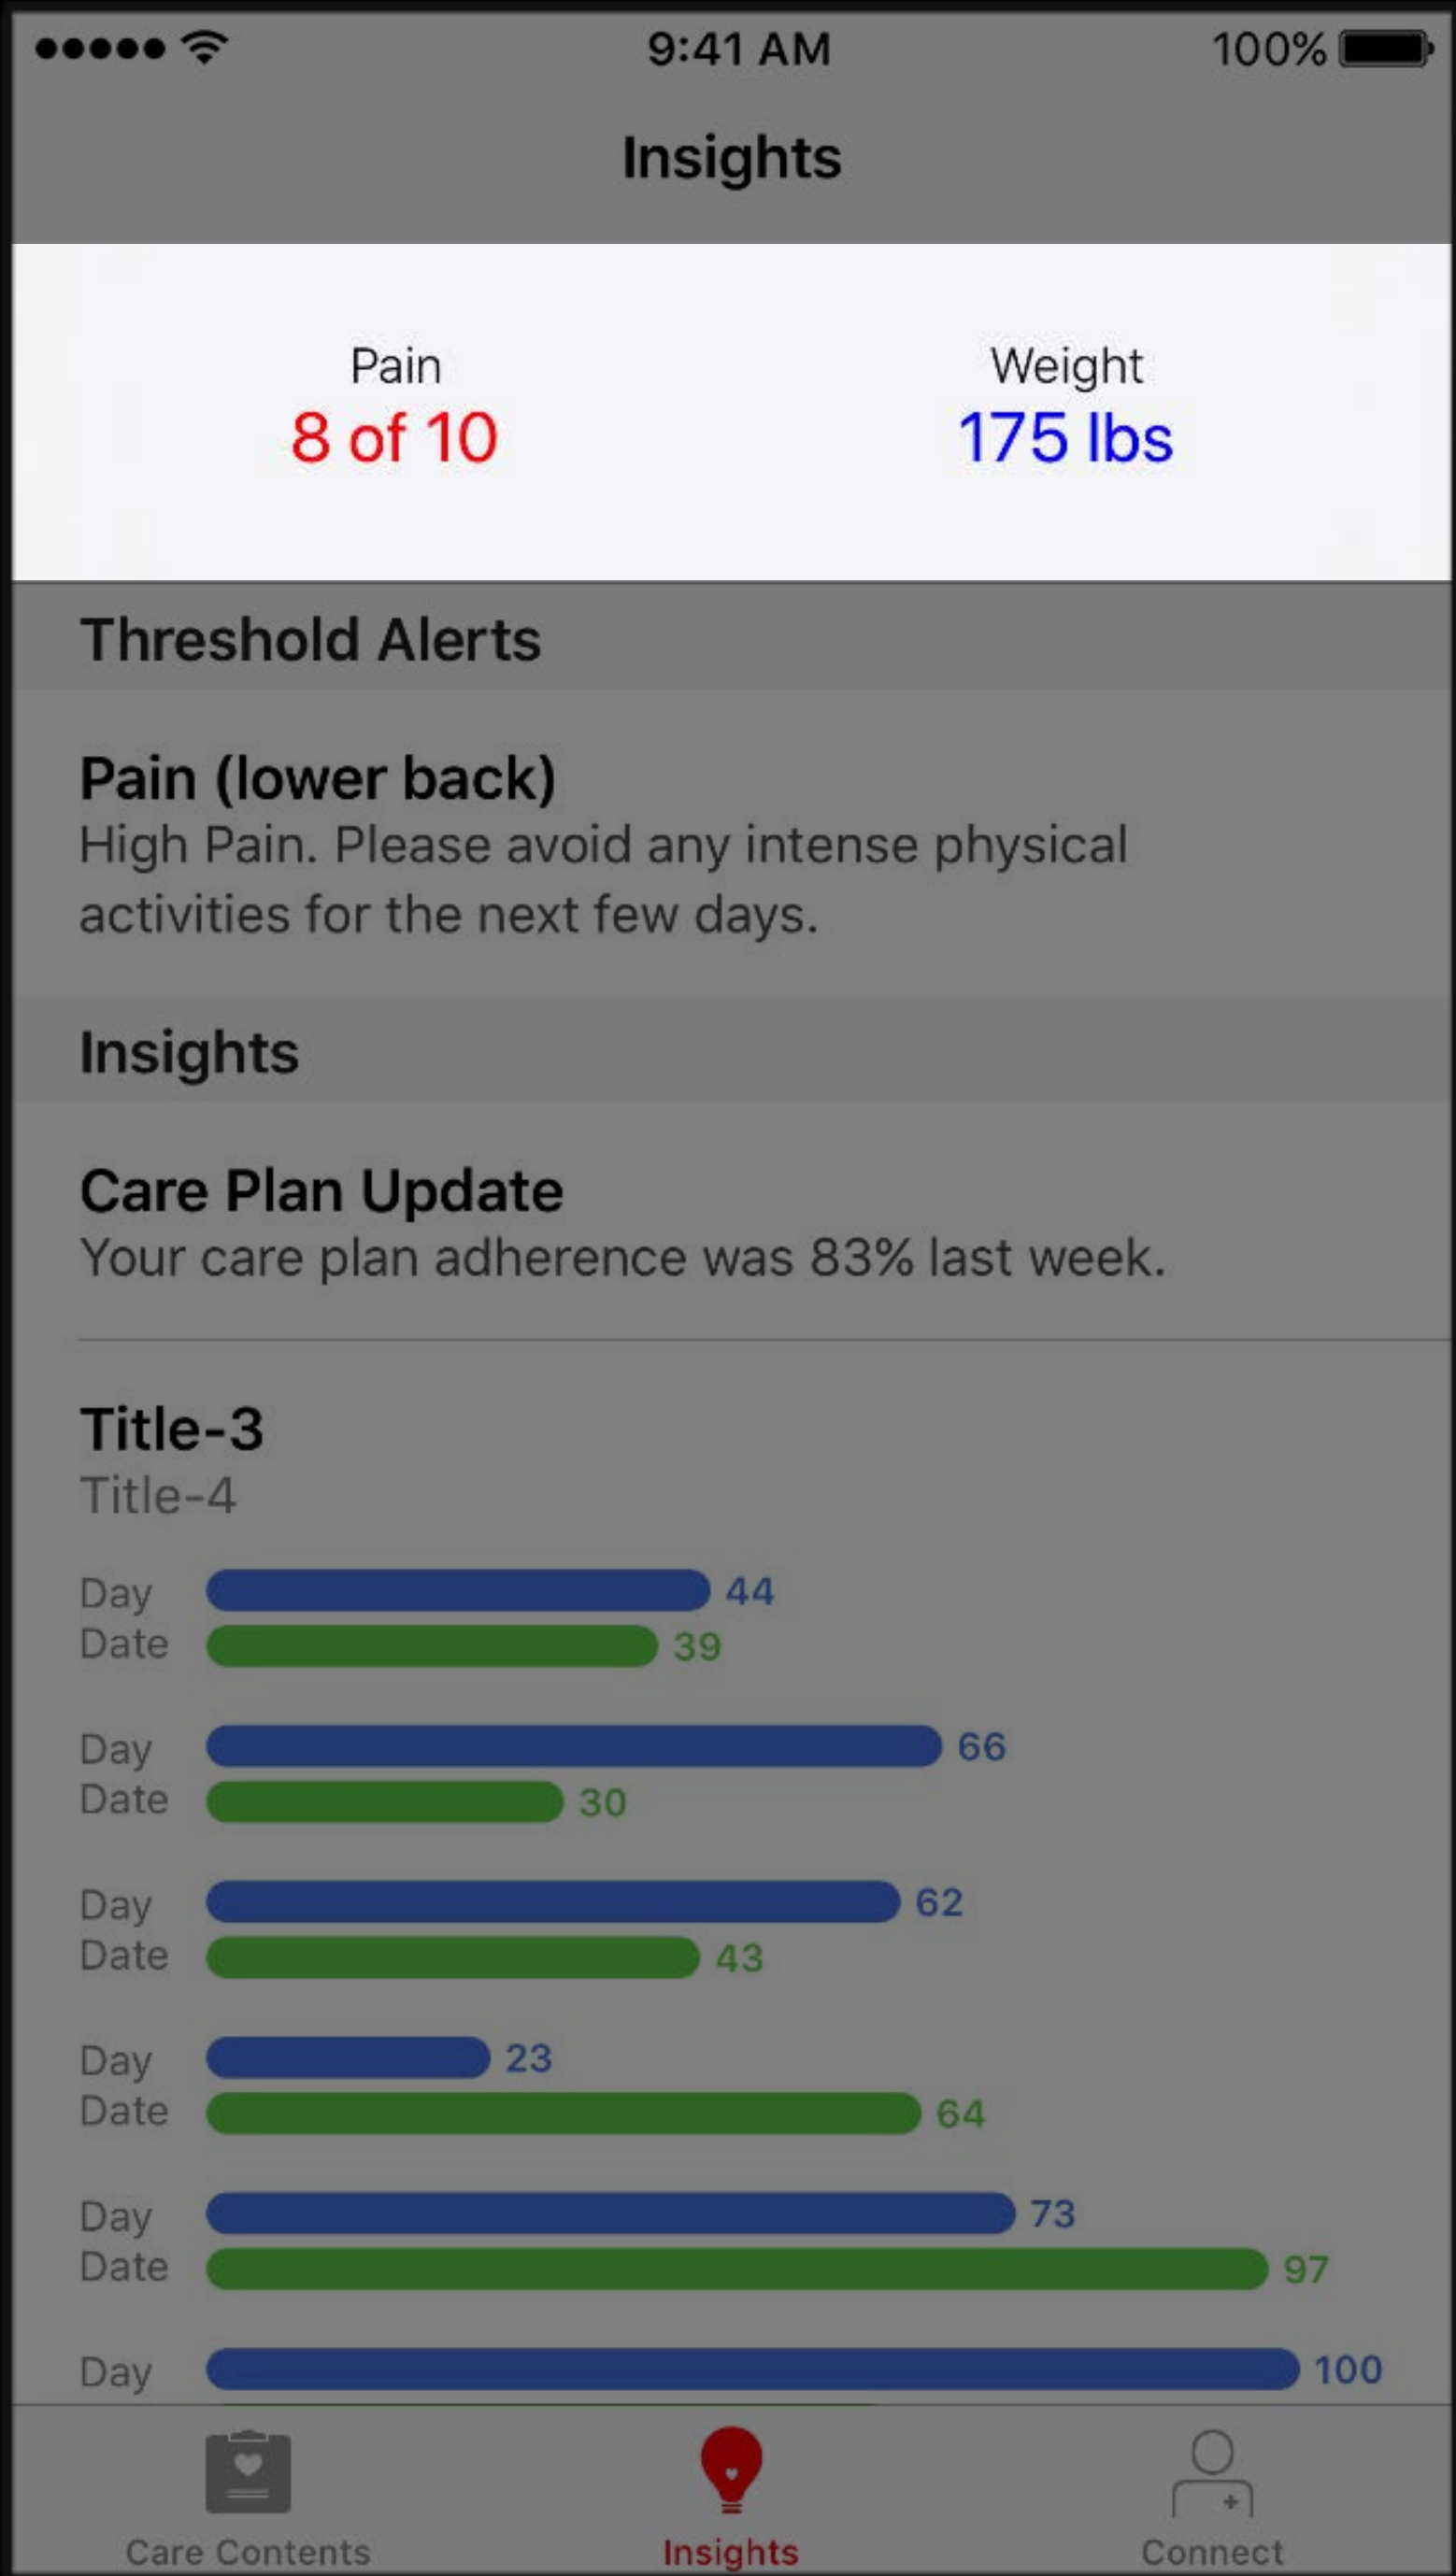 9:41 AM 100%
Insights
Pain Weight
8 of 10 175 lbs
Threshold Alerts
Pain (lower back)
High Pain. Please avoid any intense physical
activities for the next few days.
Insights
Care Plan Update
Your care plan adherence was 83% last week.
Title-3
Title-4
Day 44
Date 39
Day 66
Date 30
Day 62
Date 43
Day 23
Date 64
Day 73
Date 97
Day 100
Care Contents Insights Connect